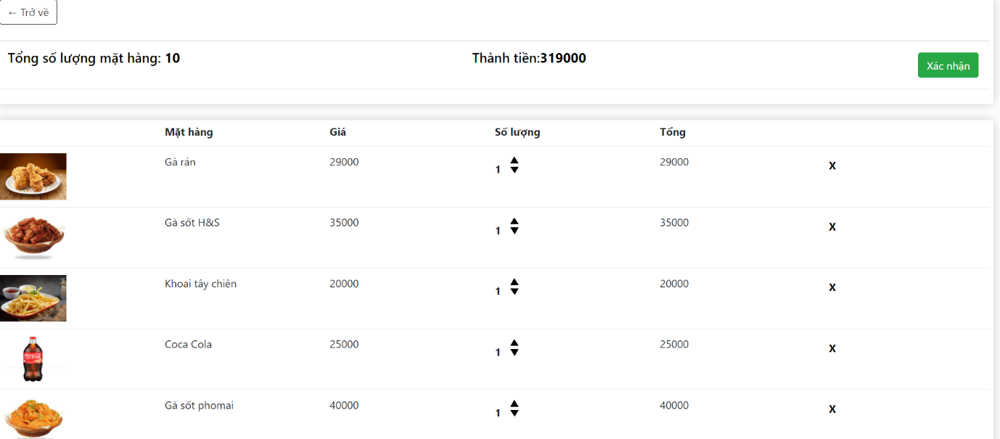 ← Trở về
Tổng số lượng mặt hàng: 10 Thành tiền:319000 Xác nhận
Mặt hàng Giá Số lượng Tổng
Gà rán 29000 1 29000 X
Gà sốt H&S 35000 1 35000 X
Khoai tây chiên 20000 1 20000 X
Coca Cola 25000 1 25000 X
Gà sốt phomai 40000 1 40000 X